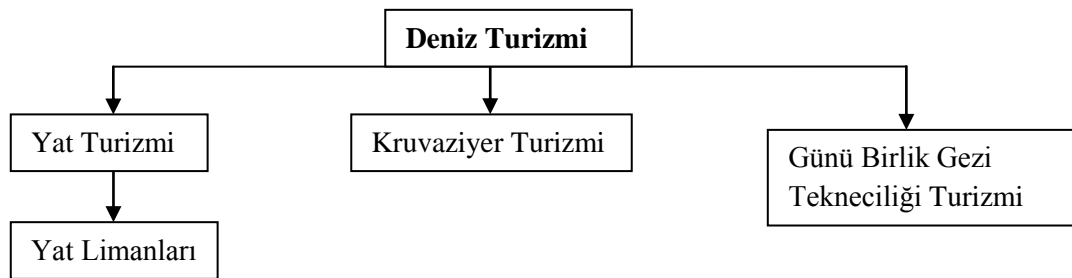 Deniz Turizmi
Yat Turizmi
Kruvaziyer Turizmi
Günü Birlik Gezi
Tekneciliği Turizmi
Yat Limanları